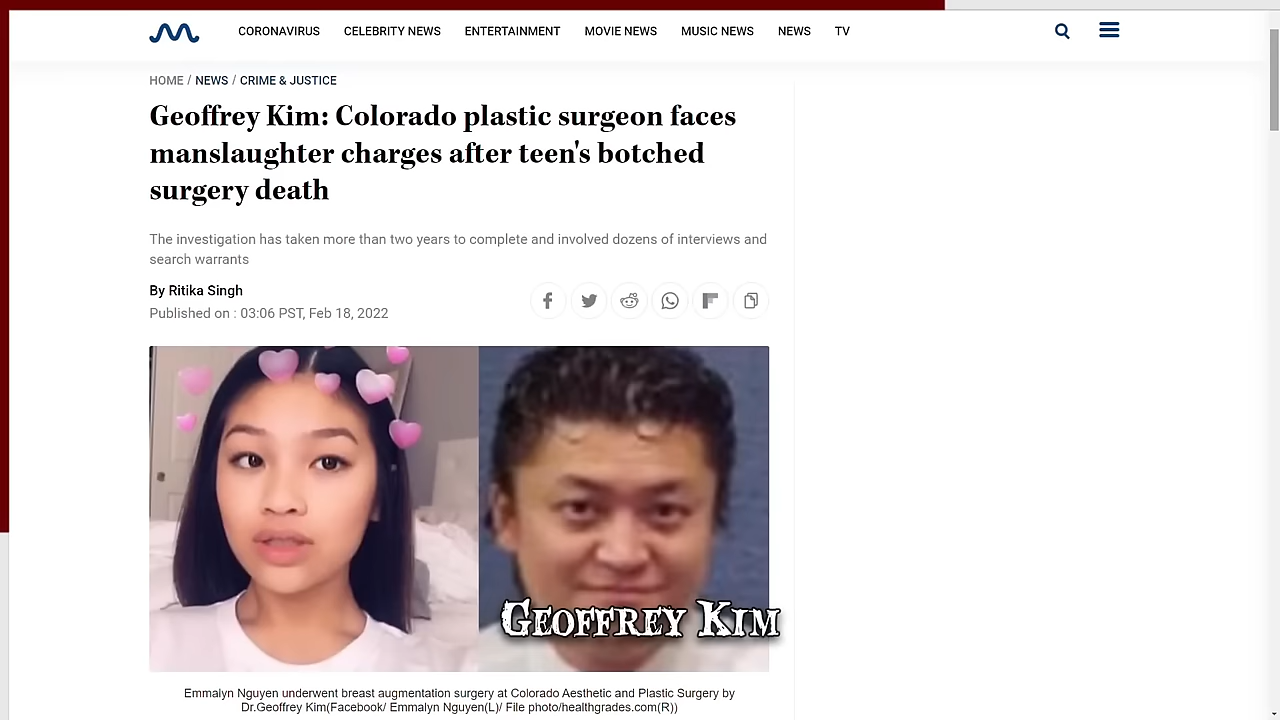 CORONAVIRUS CELEBRITY NEWS ENTERTAINMENT MOVIE NEWS MUSIC NEWS NEWS TV
HOME / NEWS / CRIME & JUSTICE
Geoffrey Kim: Colorado plastic surgeon faces
manslaughter charges after teen's botched
surgery death
The investigation has taken more than two years to complete and involved dozens of interviews and
search warrants
By Ritika Singh
Published on : 03:06 PST, Feb 18, 2022
Geoffrey Kim
Emmalyn Nguyen underwent breast augmentation surgery at Colorado Aesthetic and Plastic Surgery by
Dr.Geoffrey Kim(Facebook/ Emmalyn Nguyen(L)/ File photo/healthgrades.com(R))